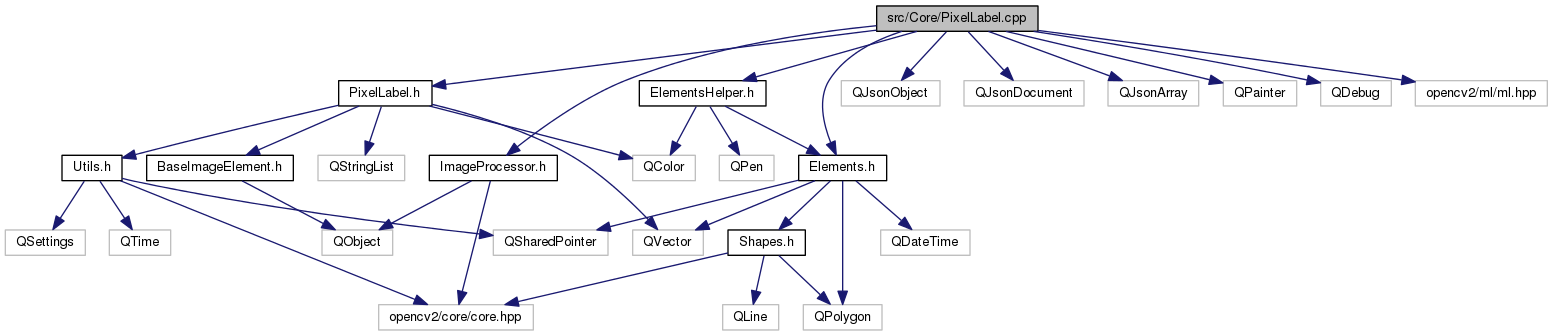 src/Core/PixelLabel.cpp
PixelLabel.h
ElementsHelper.h
QJsonObject
QJsonDocument
QJsonArray
QPainter
QDebug
opencv2/ml/ml.hpp
Utils.h
BaseImageElement.h
QStringList
ImageProcessor.h
QColor
QPen
Elements.h
QSettings
QTime
QObject
QSharedPointer
QVector
Shapes.h
QDateTime
opencv2/core/core.hpp
QLine
QPolygon